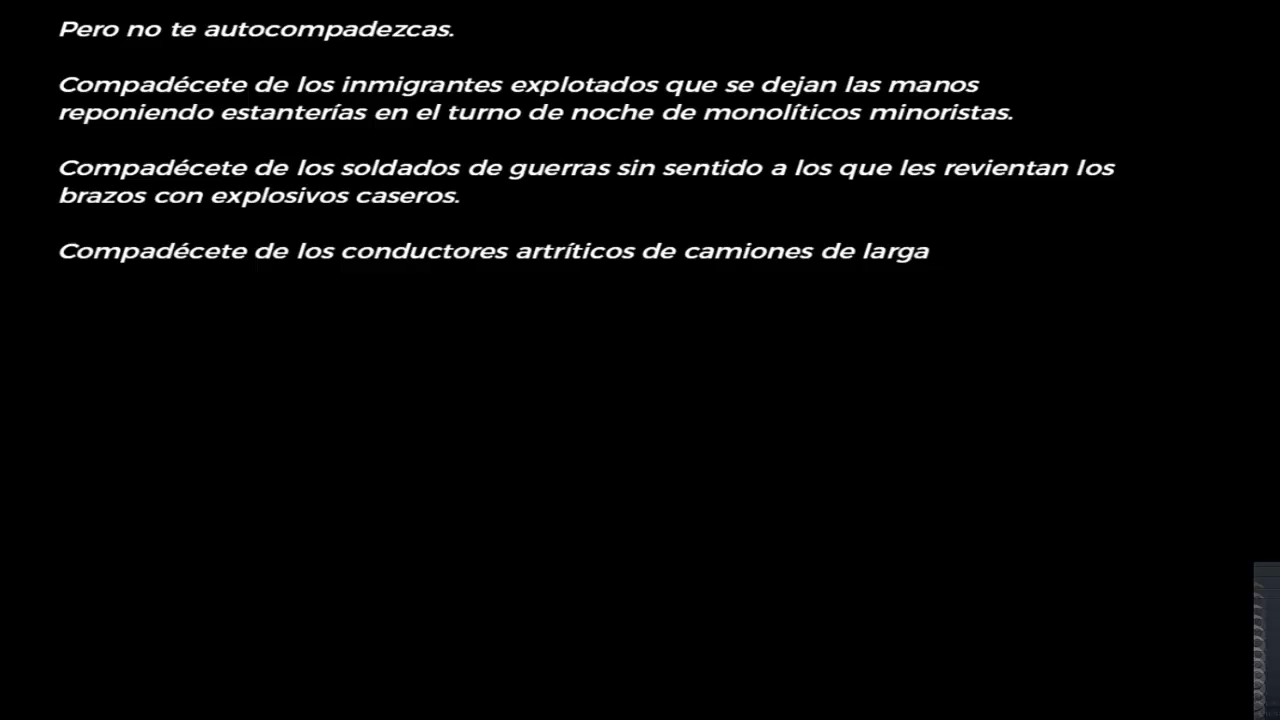 Pero no te autocompadezcas.
Compadécete de los inmigrantes explotados que se dejan las manos
reponiendo estanterías en el turno de noche de monolíticos minoristas.
Compadécete de los soldados de guerras sin sentido a los que les revientan los
brazos con explosivos caseros.
Compadécete de los conductores artríticos de camiones de larga